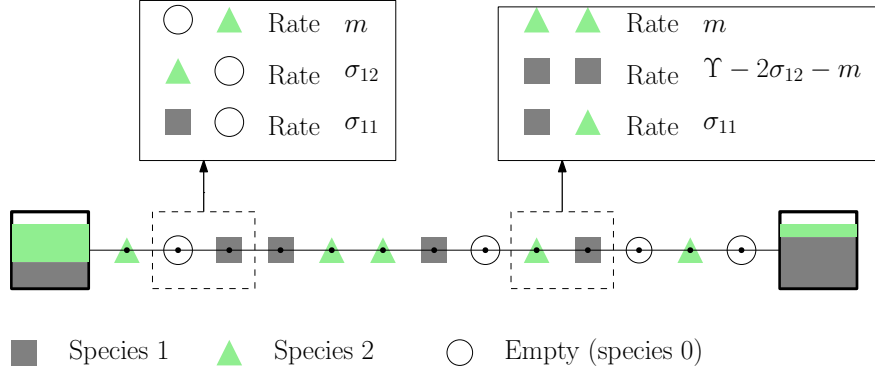 Rate m
Rate σ₁₂
Rate σ₁₁
Rate m
Rate Υ − 2σ₁₂ − m
Rate σ₁₁
Species 1
Species 2
Empty (species 0)